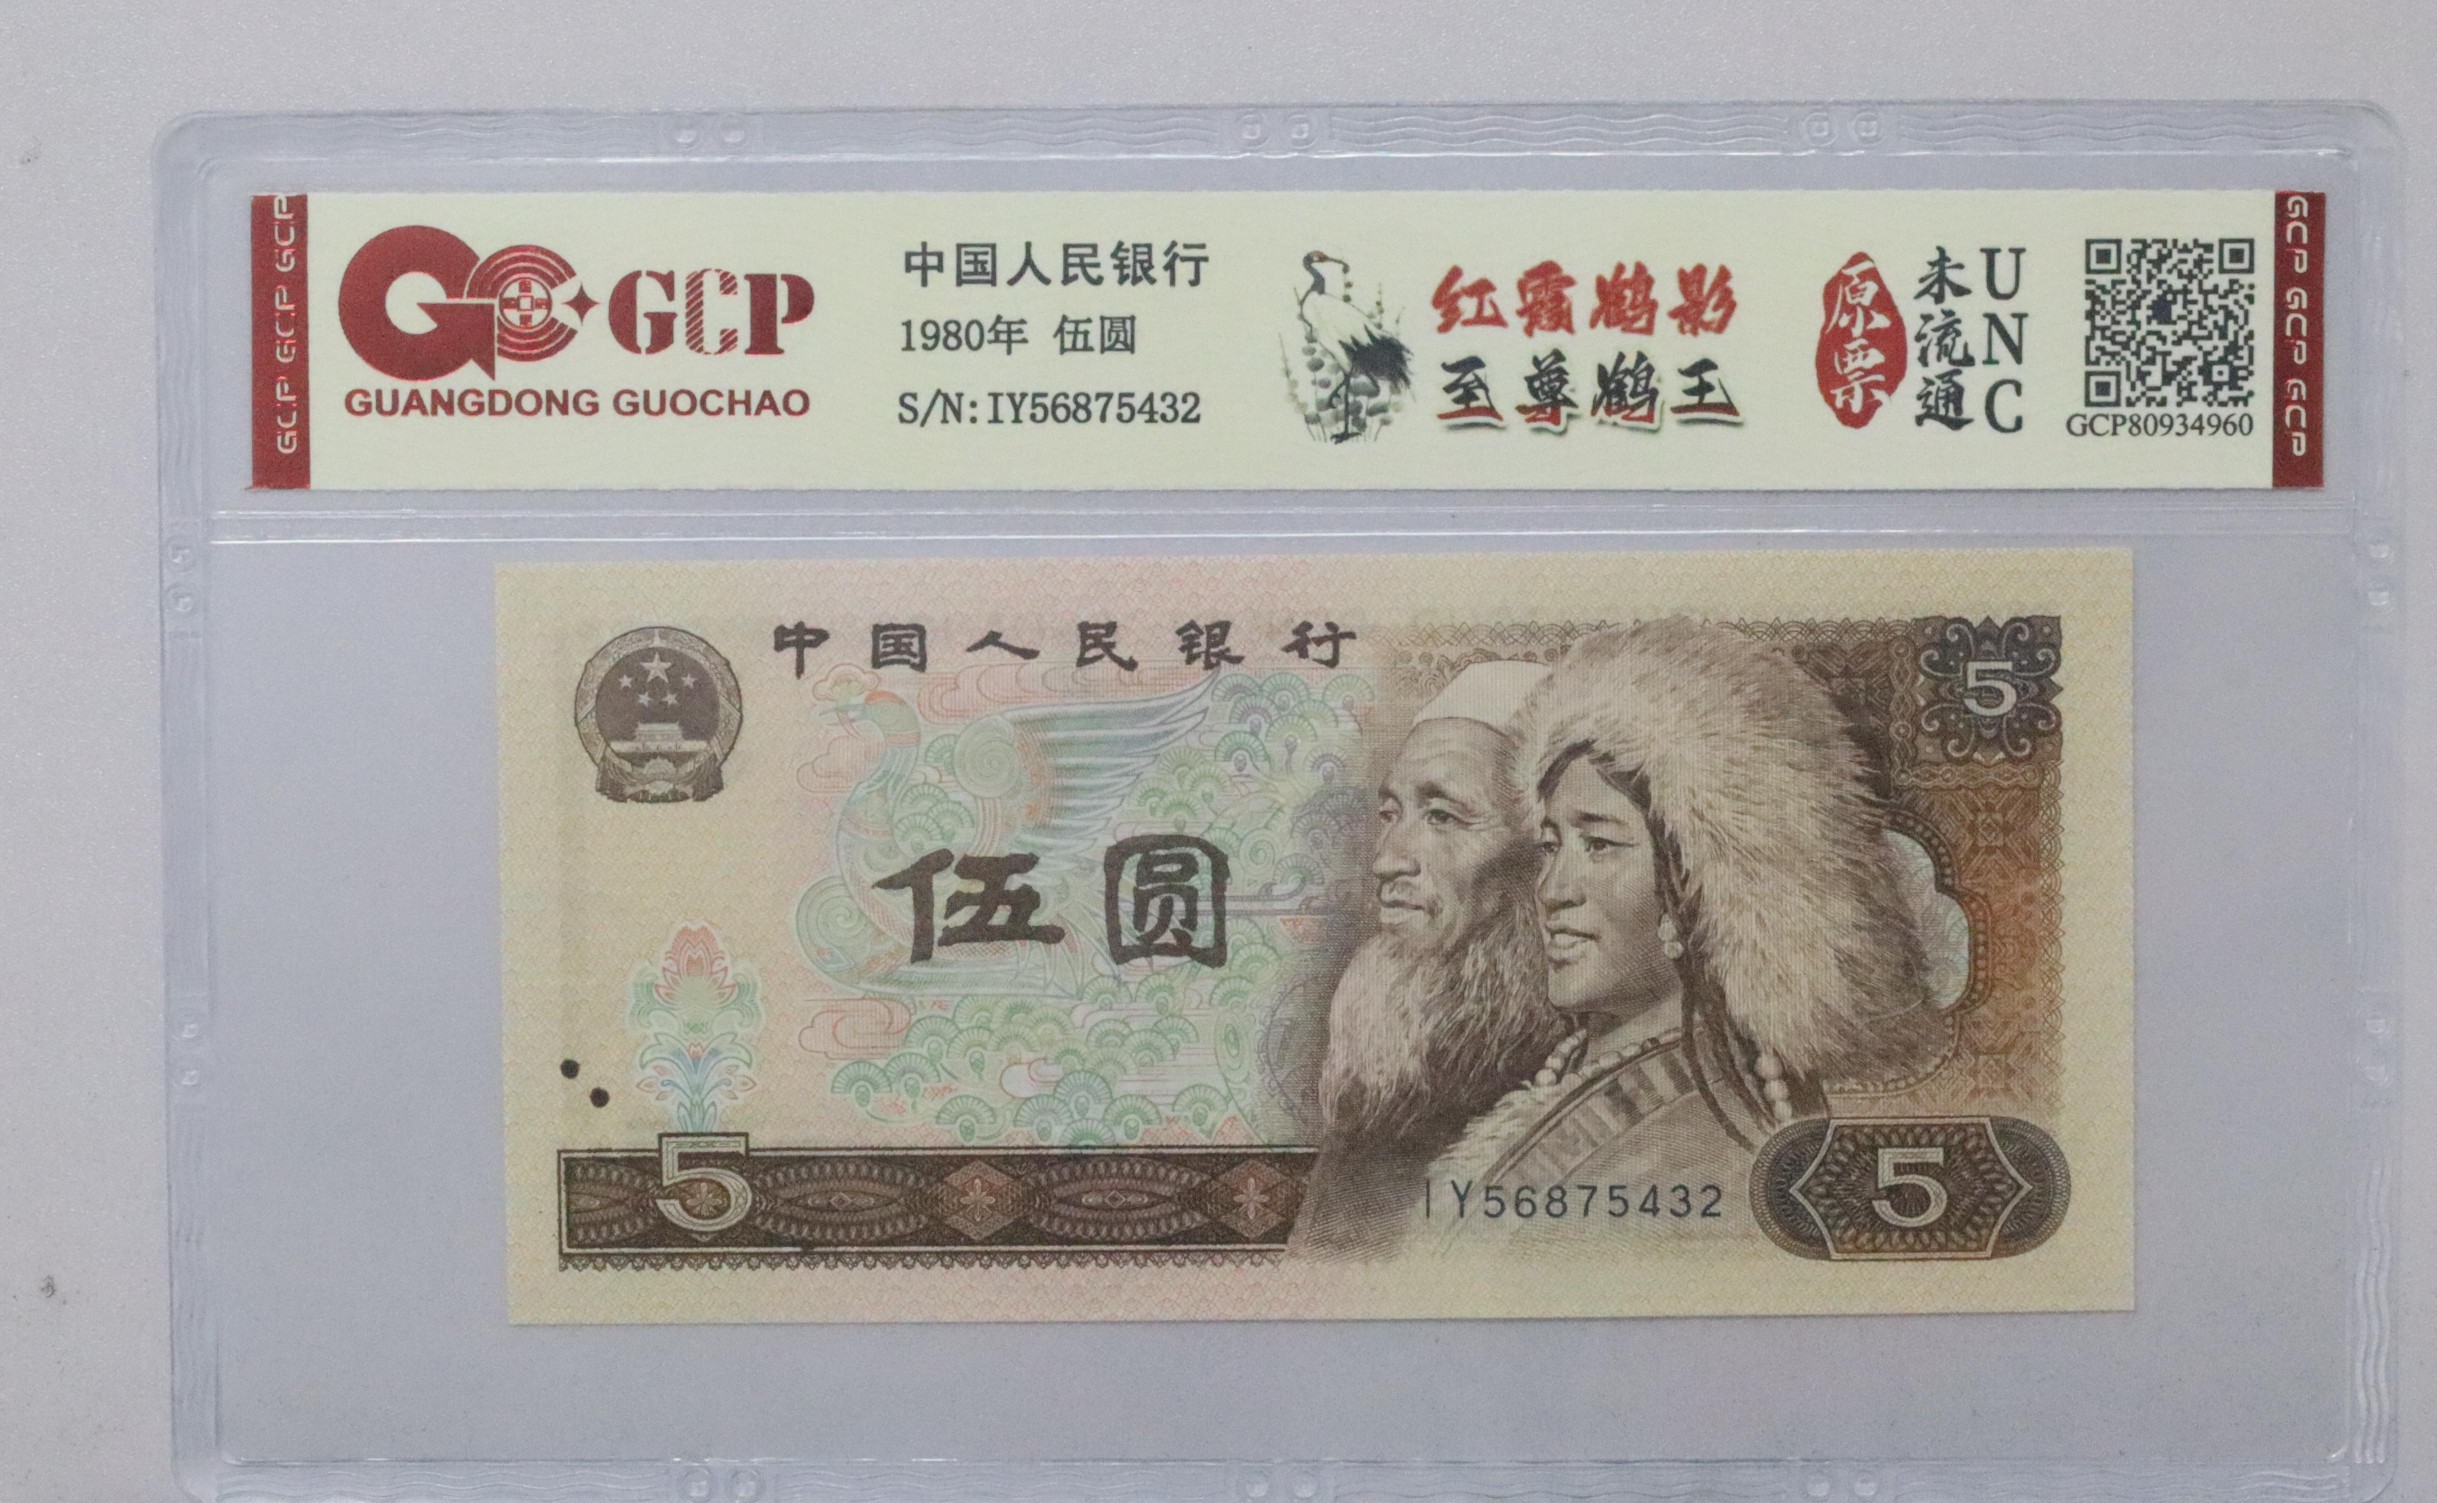 GCP GCP GCP
GCP
GUANGDONG GUOCHAO
中国人民银行
1980年 伍圆
S/N: IY56875432
红霞鹤影
至尊鹤王
原票
未流通
UNC
GCP80934960
GCP GCP GCP
中国人民银行
5
伍圆
5
IY56875432
5